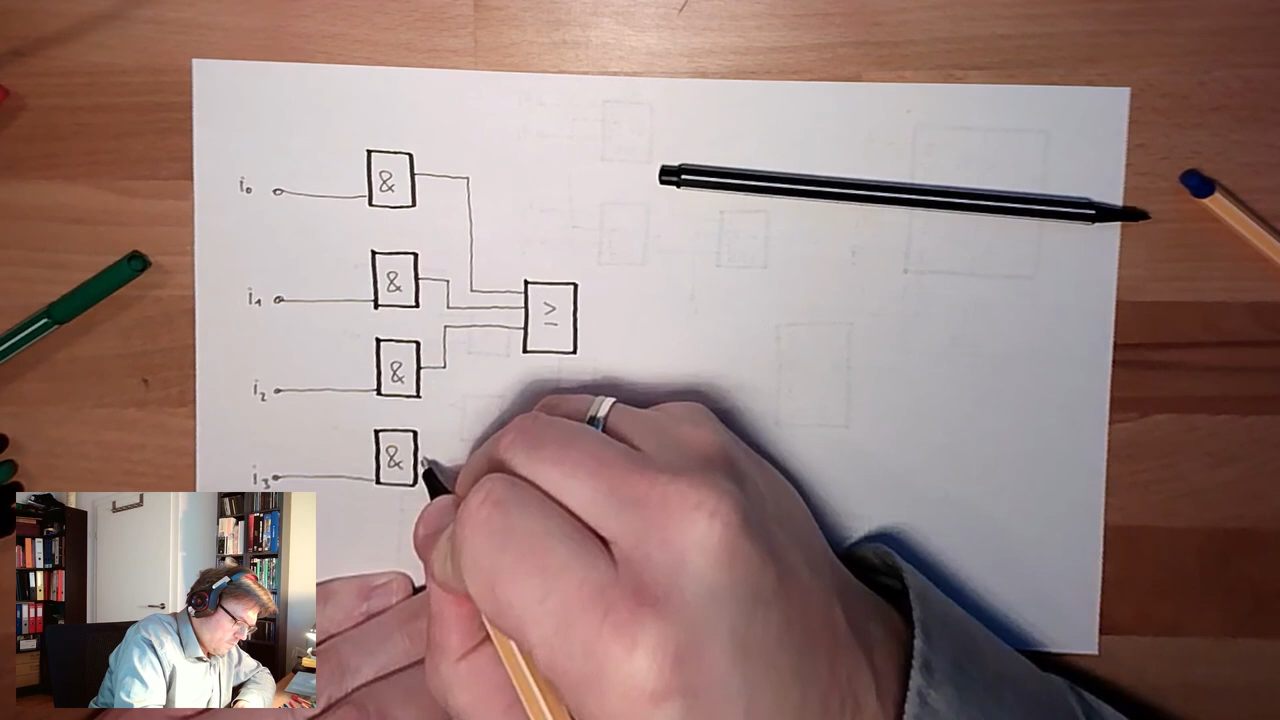 i₀ &
i₁ &
≥
i₂ &
i₃ &